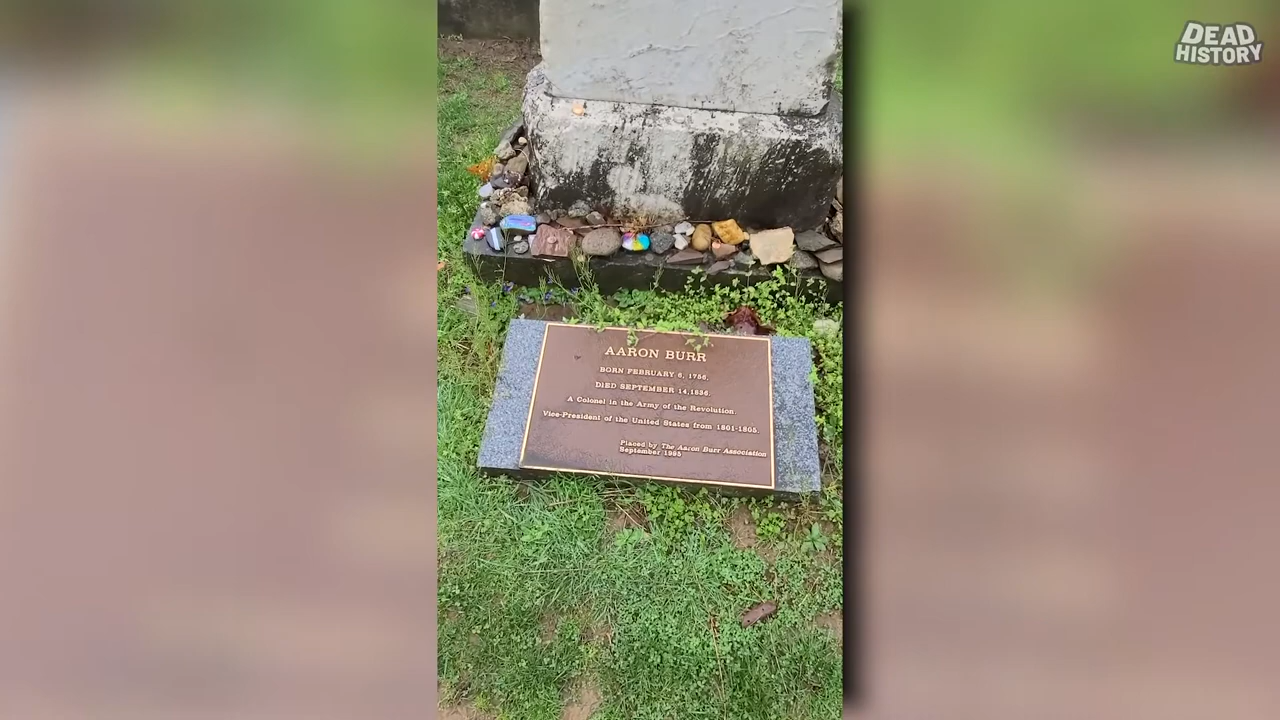 DEAD
HISTORY
AARON BURR
BORN FEBRUARY 6, 1756.
DIED SEPTEMBER 14, 1836.
A Colonel in the Army of the Revolution.
Vice-President of the United States from 1801-1805.
Placed by The Aaron Burr Association
September 1995